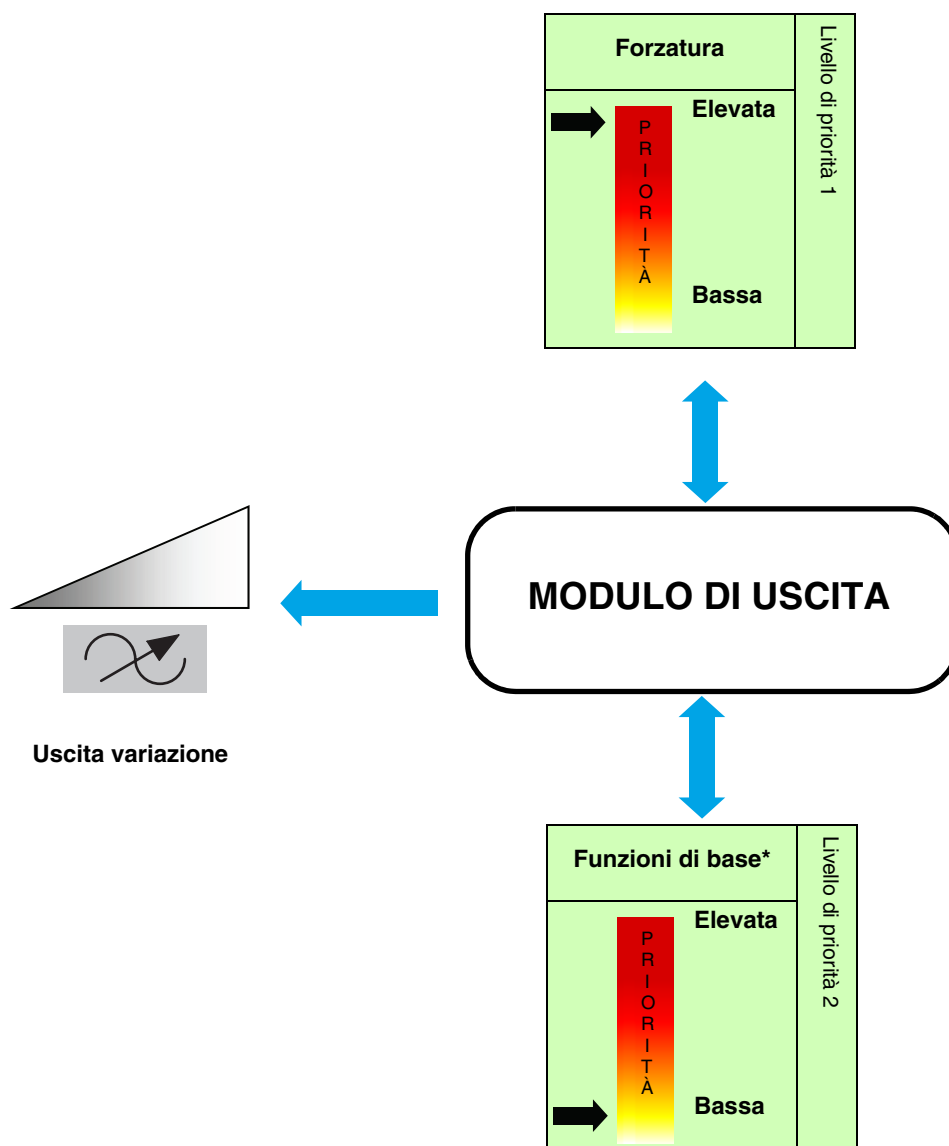 Forzatura
Livello di priorità 1
Elevata
PRIORITÀ
Bassa
MODULO DI USCITA
Uscita variazione
Funzioni di base*
Livello di priorità 2
Elevata
PRIORITÀ
Bassa